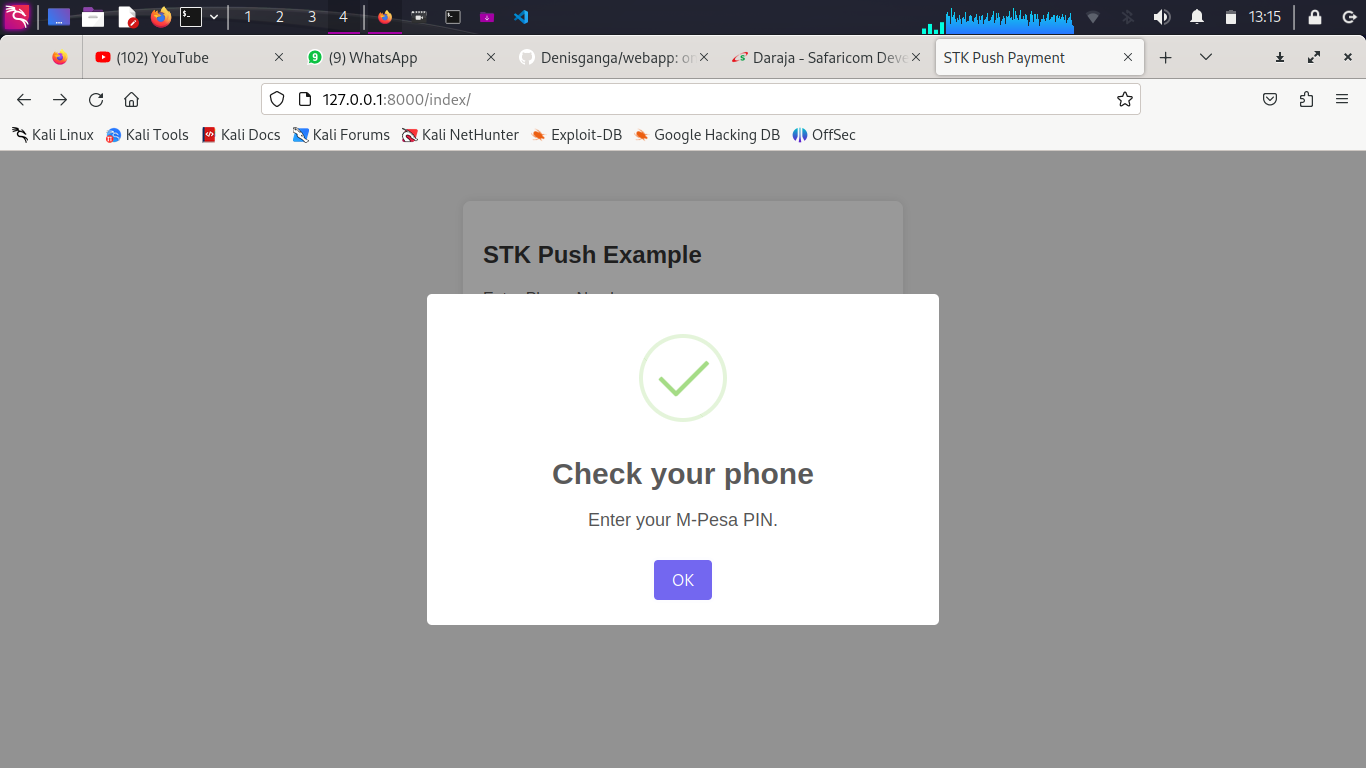 1 2 3 4 13:15
(102) YouTube (9) WhatsApp Denisganga/webapp: on Daraja - Safaricom Deve STK Push Payment
127.0.0.1:8000/index/
Kali Linux Kali Tools Kali Docs Kali Forums Kali NetHunter Exploit-DB Google Hacking DB OffSec
STK Push Example
Check your phone
Enter your M-Pesa PIN.
OK